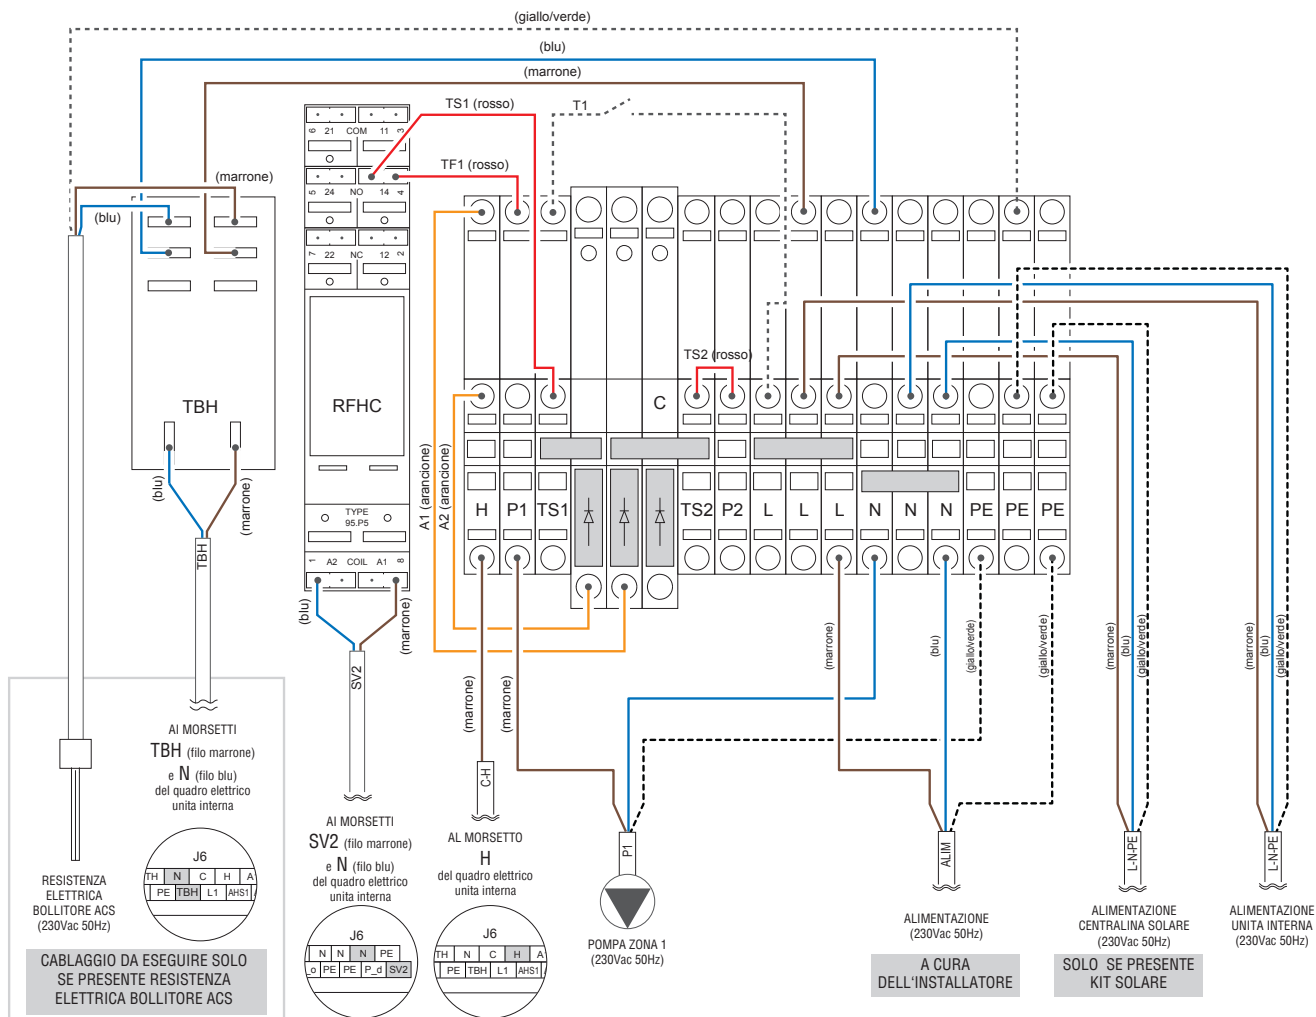 (giallo/verde)
(blu)
(marrone)
TS1 (rosso)
T1
6 21 COM 11 3
TF1 (rosso)
(marrone)
5 24 NO 14 4
(blu)
7 22 NC 12 2
TS2 (rosso)
TBH
RFHC
C
A1 (arancione)
A2 (arancione)
(blu)
(marrone)
H P1 TS1 TS2 P2 L L L N N N PE PE PE
TYPE
95.P5
TBH
1 A2 COIL A1 8
(blu)
(marrone)
SV2
(marrone)
(marrone)
(marrone)
(blu)
(giallo/verde)
(giallo/verde)
(marrone)
(blu)
(giallo/verde)
(marrone)
(blu)
(giallo/verde)
AI MORSETTI
TBH (filo marrone)
e N (filo blu)
del quadro elettrico
unita interna
C-H
AI MORSETTI
SV2 (filo marrone)
e N (filo blu)
del quadro elettrico
unita interna
AL MORSETTO
H
del quadro elettrico
unita interna
P1
ALIM
L-N-PE
L-N-PE
J6
TH N C H A
PE TBH L1 AHS1
RESISTENZA
ELETTRICA
BOLLITORE ACS
(230Vac 50Hz)
J6
N N N PE
_o PE PE P_d SV2
J6
TH N C H A
PE TBH L1 AHS1
POMPA ZONA 1
(230Vac 50Hz)
ALIMENTAZIONE
(230Vac 50Hz)
ALIMENTAZIONE
CENTRALINA SOLARE
(230Vac 50Hz)
ALIMENTAZIONE
UNITA INTERNA
(230Vac 50Hz)
CABLAGGIO DA ESEGUIRE SOLO
SE PRESENTE RESISTENZA
ELETTRICA BOLLITORE ACS
A CURA
DELL'INSTALLATORE
SOLO SE PRESENTE
KIT SOLARE